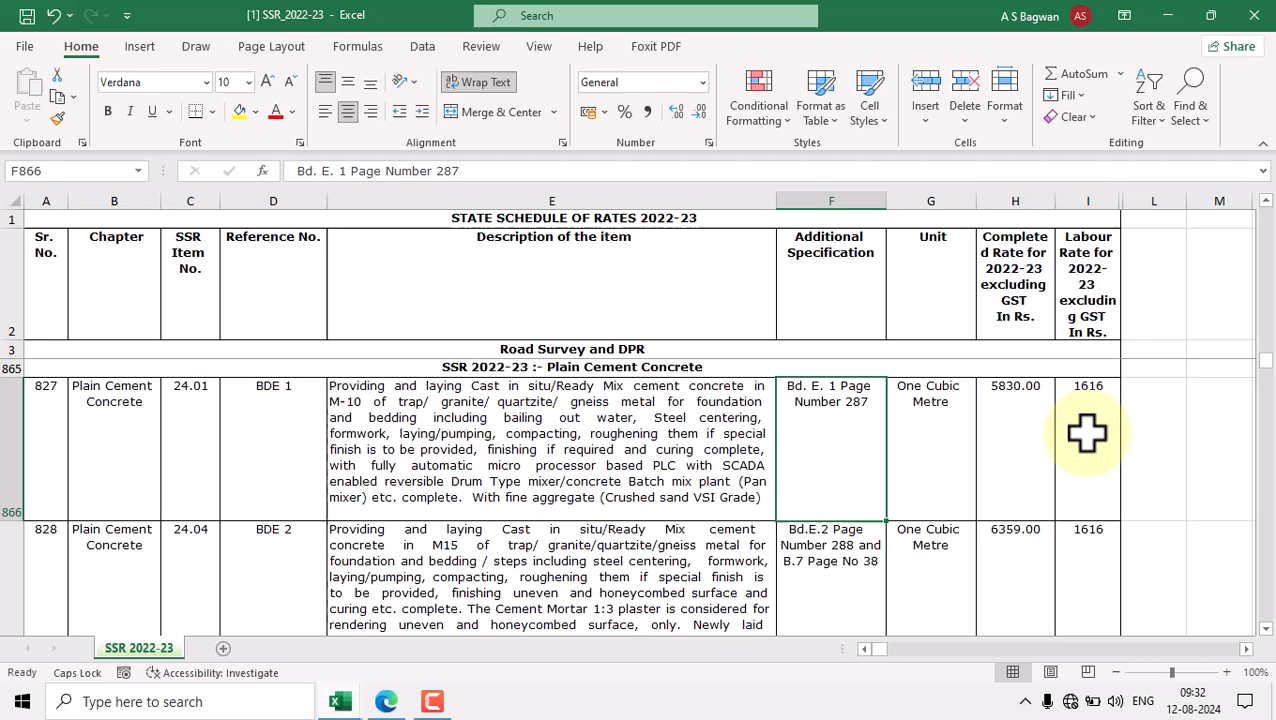 [1] SSR_2022-23 - Excel
Search
A S Bagwan
AS
File Home Insert Draw Page Layout Formulas Data Review View Help Foxit PDF
Share
Paste
Clipboard
Verdana
10
B I U
Font
ab Wrap Text
Merge & Center
Alignment
General
Number
Conditional Formatting
Format as Table
Cell Styles
Styles
Insert
Delete
Format
Cells
AutoSum
Fill
Clear
Sort & Filter
Find & Select
Editing
F866
fx
Bd. E. 1 Page Number 287
A B C D E F G H I L M
1
STATE SCHEDULE OF RATES 2022-23
2
Sr. No.
Chapter
SSR Item No.
Reference No.
Description of the item
Additional Specification
Unit
Complete
d Rate for
2022-23
excluding
GST
In Rs.
Labour
Rate for
2022-
23
excludin
g GST
In Rs.
3
Road Survey and DPR
865
SSR 2022-23 :- Plain Cement Concrete
866
827
Plain Cement Concrete
24.01
BDE 1
Providing and laying Cast in situ/Ready Mix cement concrete in
M-10 of trap/ granite/ quartzite/ gneiss metal for foundation
and bedding including bailing out water, Steel centering,
formwork, laying/pumping, compacting, roughening them if special
finish is to be provided, finishing if required and curing complete,
with fully automatic micro processor based PLC with SCADA
enabled reversible Drum Type mixer/concrete Batch mix plant (Pan
mixer) etc. complete. With fine aggregate (Crushed sand VSI Grade)
Bd. E. 1 Page
Number 287
One Cubic
Metre
5830.00
1616
828
Plain Cement Concrete
24.04
BDE 2
Providing and laying Cast in situ/Ready Mix cement
concrete in M15 of trap/ granite/quartzite/gneiss metal for
foundation and bedding / steps including steel centering, formwork,
laying/pumping, compacting, roughening them if special finish is
to be provided, finishing uneven and honeycombed surface and
curing etc. complete. The Cement Mortar 1:3 plaster is considered for
rendering uneven and honeycombed surface, only. Newly laid
Bd.E.2 Page
Number 288 and
B.7 Page No 38
One Cubic
Metre
6359.00
1616
SSR 2022-23
Ready
Caps Lock
Accessibility: Investigate
100%
Type here to search
ENG
09:32
12-08-2024